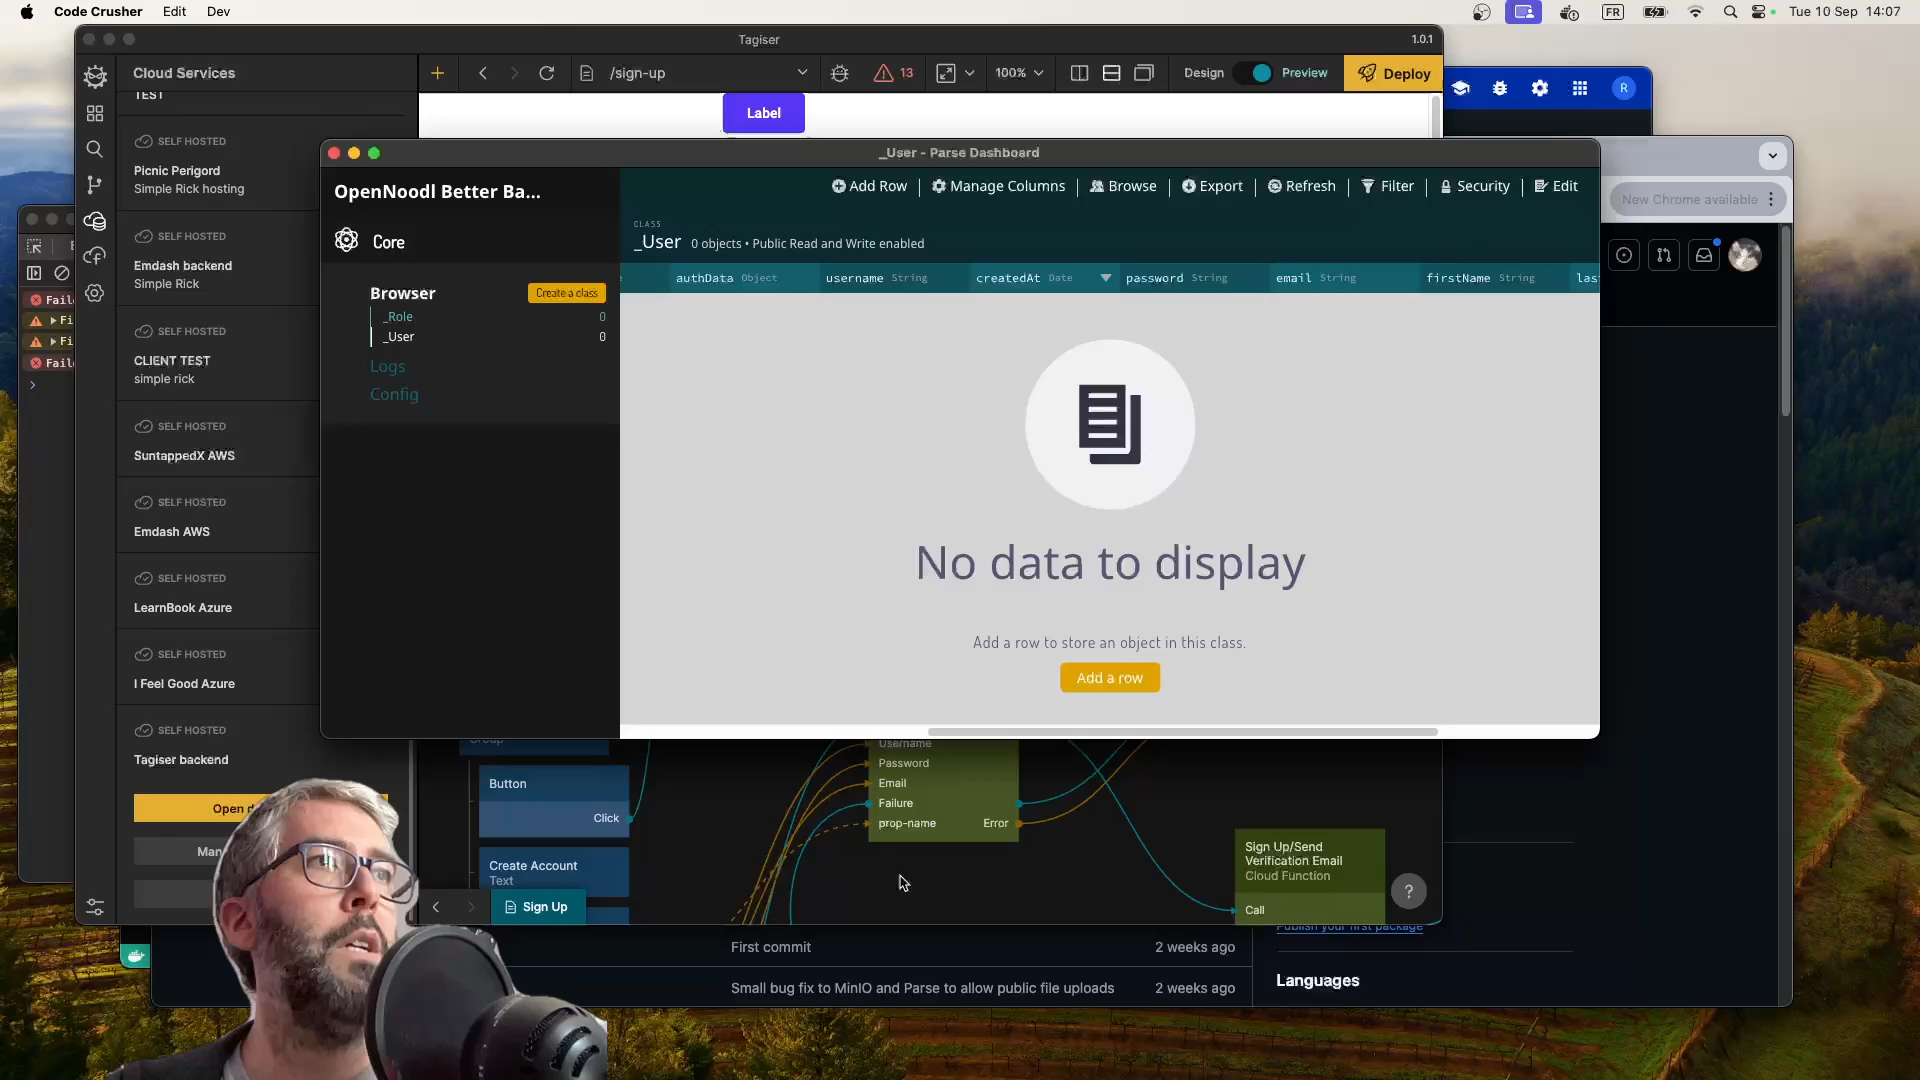 Code Crusher Edit Dev
FR
Tue 10 Sep 14:07
Tagiser
1.0.1
Cloud Services
/sign-up
13
100%
Design
Preview
Deploy
TEST
Label
SELF HOSTED
Picnic Perigord
Simple Rick hosting
SELF HOSTED
Emdash backend
Simple Rick
SELF HOSTED
CLIENT TEST
simple rick
SELF HOSTED
SuntappedX AWS
SELF HOSTED
Emdash AWS
SELF HOSTED
LearnBook Azure
SELF HOSTED
I Feel Good Azure
SELF HOSTED
Tagiser backend
Open
_User - Parse Dashboard
OpenNoodl Better Ba...
Core
Browser
Create a class
_Role 0
_User 0
Logs
Config
Add Row
Manage Columns
Browse
Export
Refresh
Filter
Security
Edit
CLASS
_User 0 objects • Public Read and Write enabled
authData Object
username String
createdAt Date
password String
email String
firstName String
No data to display
Add a row to store an object in this class.
Add a row
R
New Chrome available
Group
Button
Click
Create Account
Text
Sign Up
Username
Password
Email
Failure
prop-name Error
Sign Up/Send
Verification Email
Cloud Function
Call
?
First commit 2 weeks ago
Small bug fix to MinIO and Parse to allow public file uploads 2 weeks ago
Publish your first package
Languages